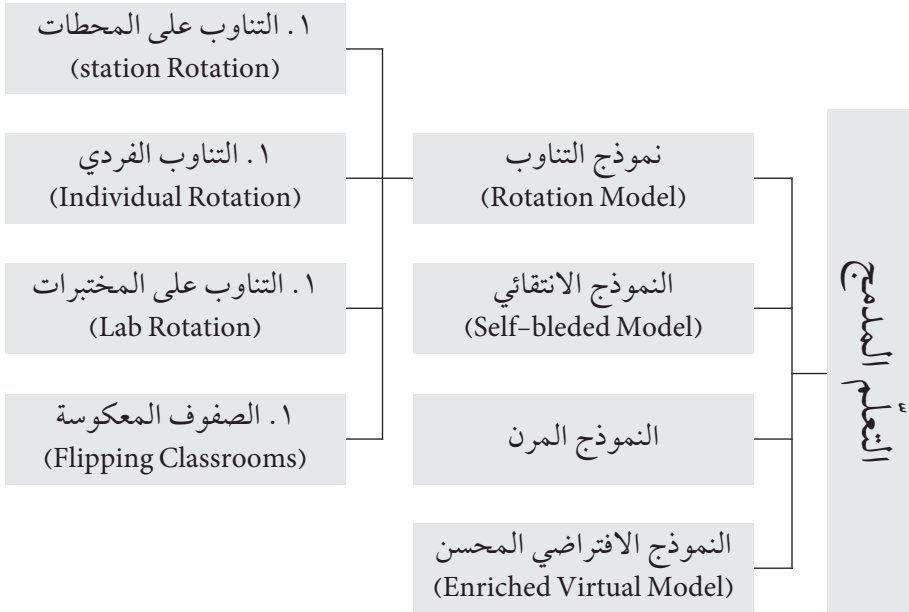 التعلّم المدمج
نموذج التناوب
(Rotation Model)
النموذج الانتقائي
(Self-bleded Model)
النموذج المرن
النموذج الافتراضي المحسن
(Enriched Virtual Model)
١. التناوب على المحطات
(station Rotation)
١. التناوب الفردي
(Individual Rotation)
١. التناوب على المختبرات
(Lab Rotation)
١. الصفوف المعكوسة
(Flipping Classrooms)